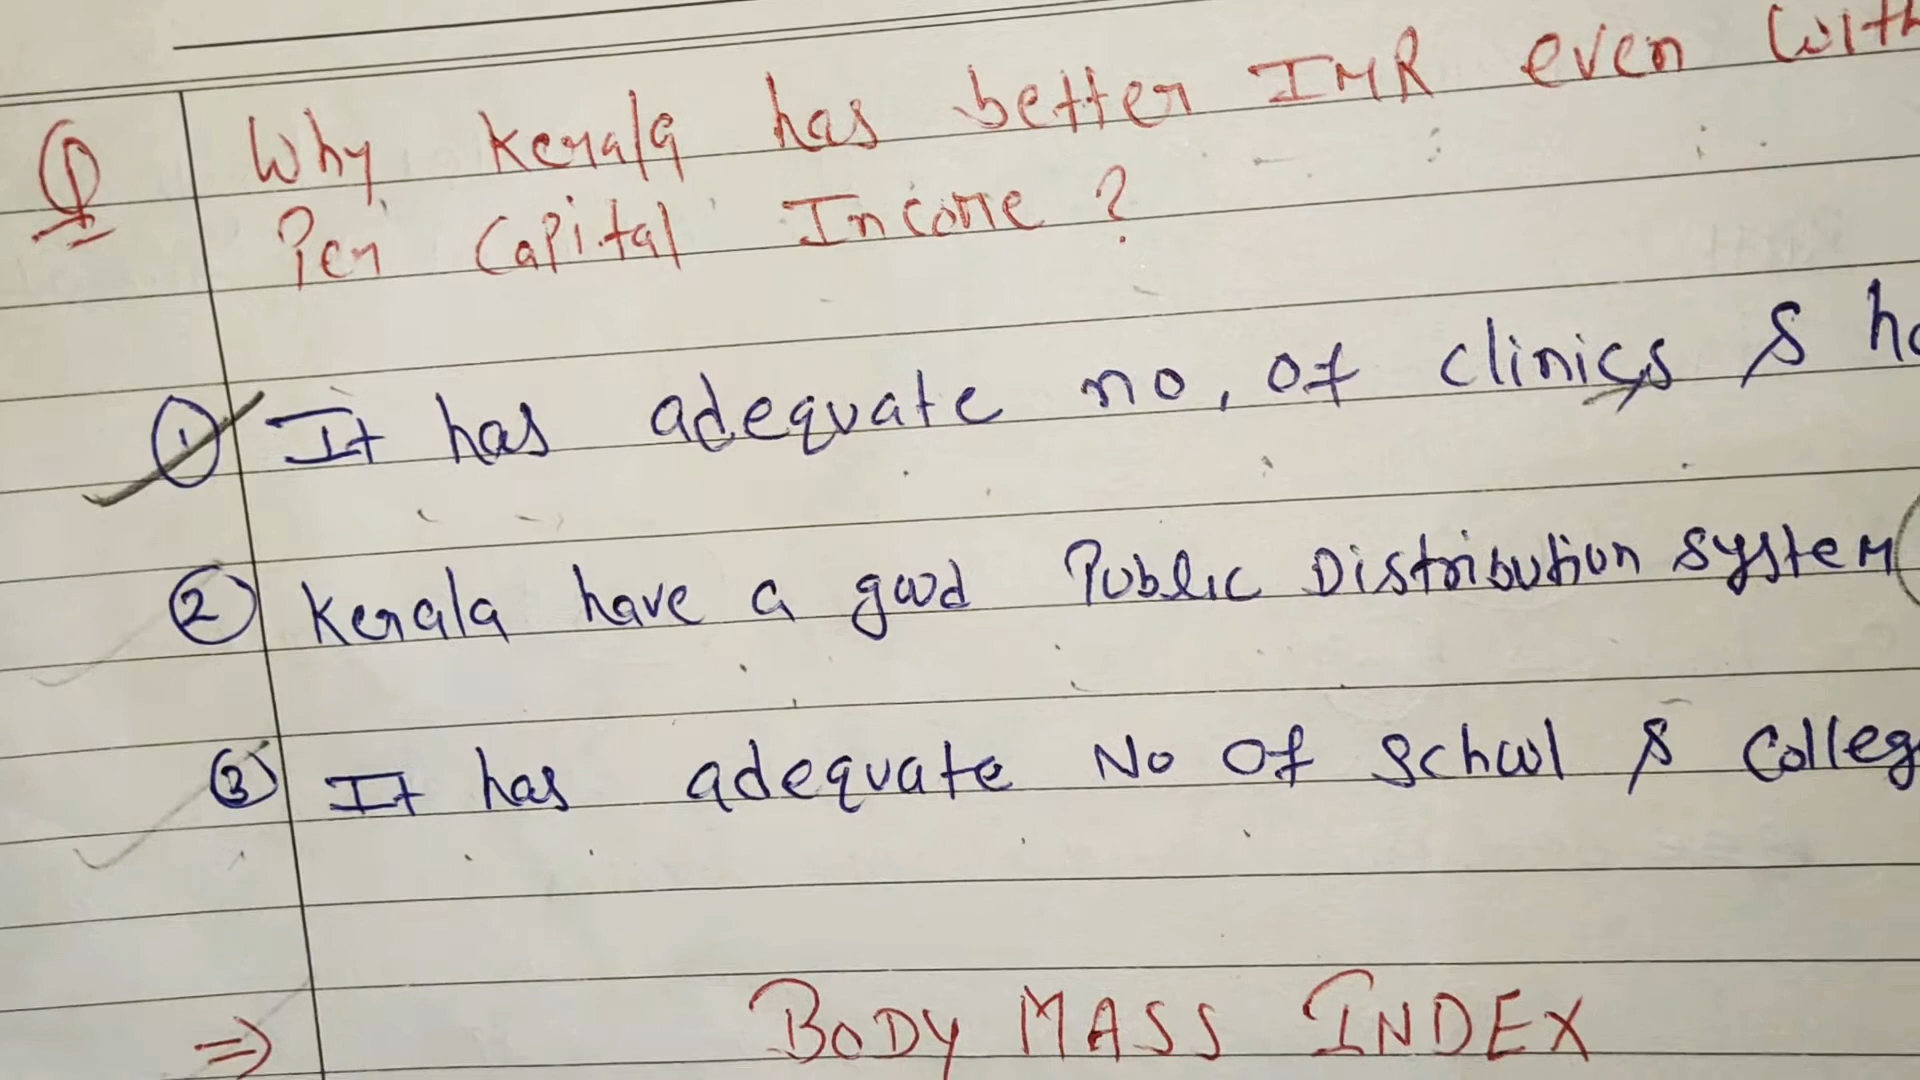 Q Why Kerala has better IMR even with
Per Capital Income ?
① It has adequate no. of clinics &
② Kerala have a good Public Distribution System
③ It has adequate No Of School &
⇒ BODY MASS INDEX